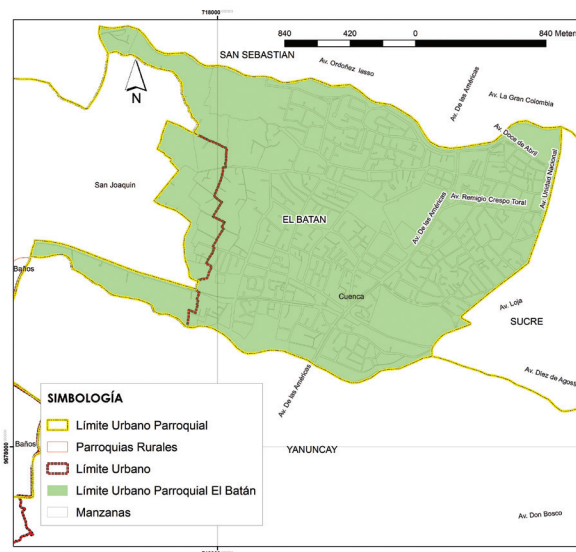 718000
840 420 0 840 Meters
SAN SEBASTIAN
Av. Ordoñez lasso
Av. De las Américas
Av. La Gran Colombia
N
Av. Doce de Abril
Av. Unidad Nacional
San Joaquin
Av. Remigio Crespo Toral
EL BATAN
Av. De las Américas
Baños
Cuenca
Av. Loja
SUCRE
Av. Diez de Agos
Av. De las Américas
SIMBOLOGÍA
Límite Urbano Parroquial
Baños
Parroquias Rurales
9678000
YANUNCAY
Límite Urbano
Límite Urbano Parroquial El Batán
Manzanas
Av. Don Bosco